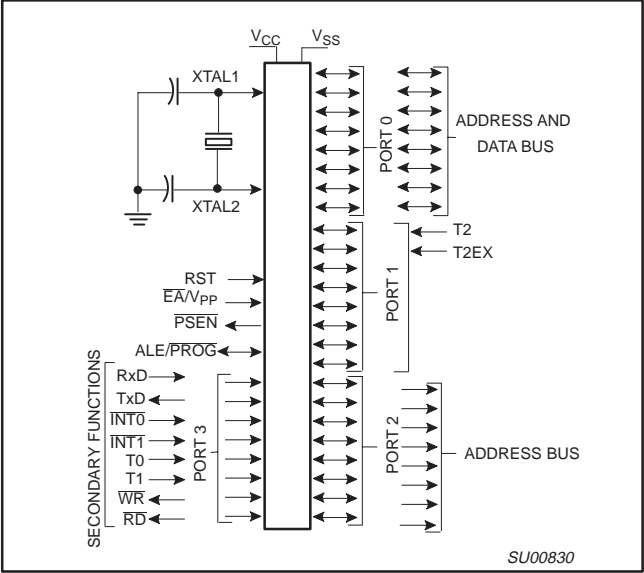 VCC VSS
XTAL1
XTAL2
PORT 0
ADDRESS AND
DATA BUS
T2
T2EX
PORT 1
RST
EA/VPP
PSEN
ALE/PROG
SECONDARY FUNCTIONS
RxD
TxD
INT0
INT1
T0
T1
WR
RD
PORT 3
PORT 2
ADDRESS BUS
SU00830